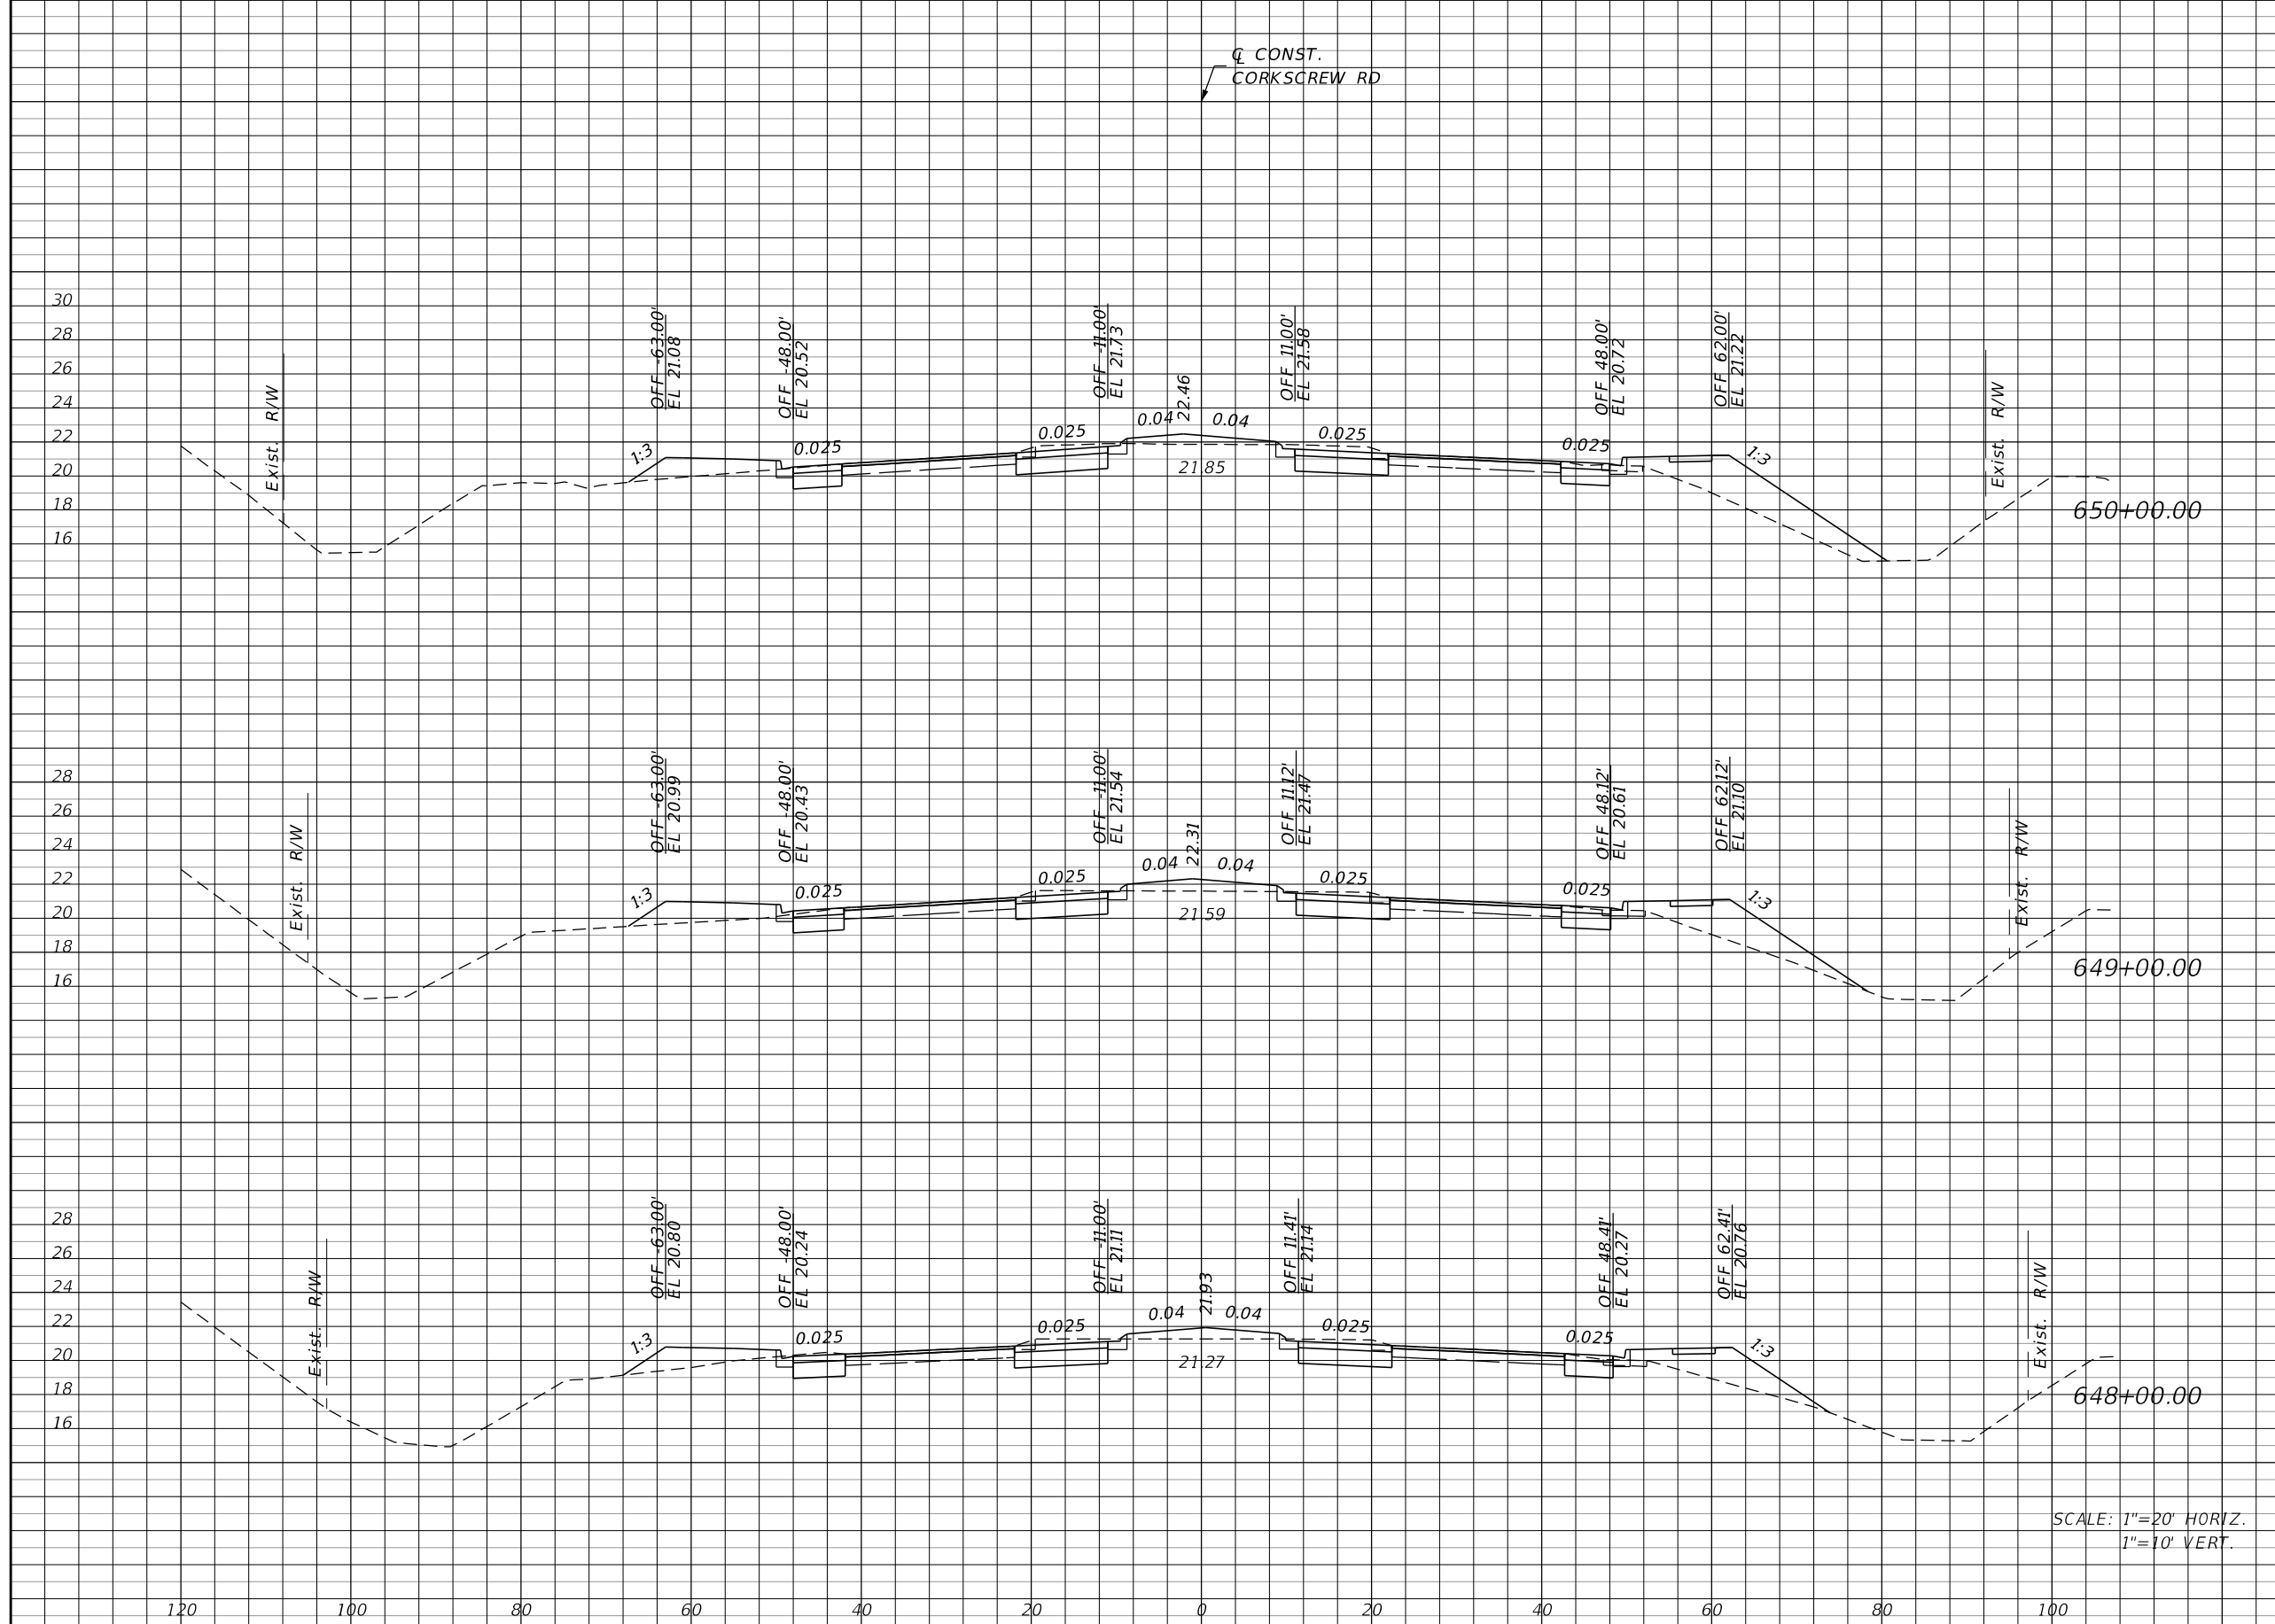 ℄ CONST.
CORKSCREW RD
30
28
26
24
22
20
18
16
Exist. R/W
1:3
OFF -63.00'
EL 21.08
OFF -48.00'
EL 20.52
0.025
0.025
OFF -11.00'
EL 21.73
0.04
22.46
0.04
21.85
OFF 11.00'
EL 21.58
0.025
0.025
OFF 48.00'
EL 20.72
OFF 62.00'
EL 21.22
1:3
Exist. R/W
650+00.00
28
26
24
22
20
18
16
Exist. R/W
1:3
OFF -63.00'
EL 20.99
OFF -48.00'
EL 20.43
0.025
0.025
OFF -11.00'
EL 21.54
0.04
22.31
0.04
21.59
OFF 11.12'
EL 21.47
0.025
0.025
OFF 48.12'
EL 20.61
OFF 62.12'
EL 21.10
1:3
Exist. R/W
649+00.00
28
26
24
22
20
18
16
Exist. R/W
1:3
OFF -63.00'
EL 20.80
OFF -48.00'
EL 20.24
0.025
0.025
OFF -11.00'
EL 21.11
0.04
21.93
0.04
21.27
OFF 11.41'
EL 21.14
0.025
0.025
OFF 48.41'
EL 20.27
OFF 62.41'
EL 20.76
1:3
Exist. R/W
648+00.00
SCALE: 1"=20' HORIZ.
1"=10' VERT.
120 100 80 60 40 20 0 20 40 60 80 100